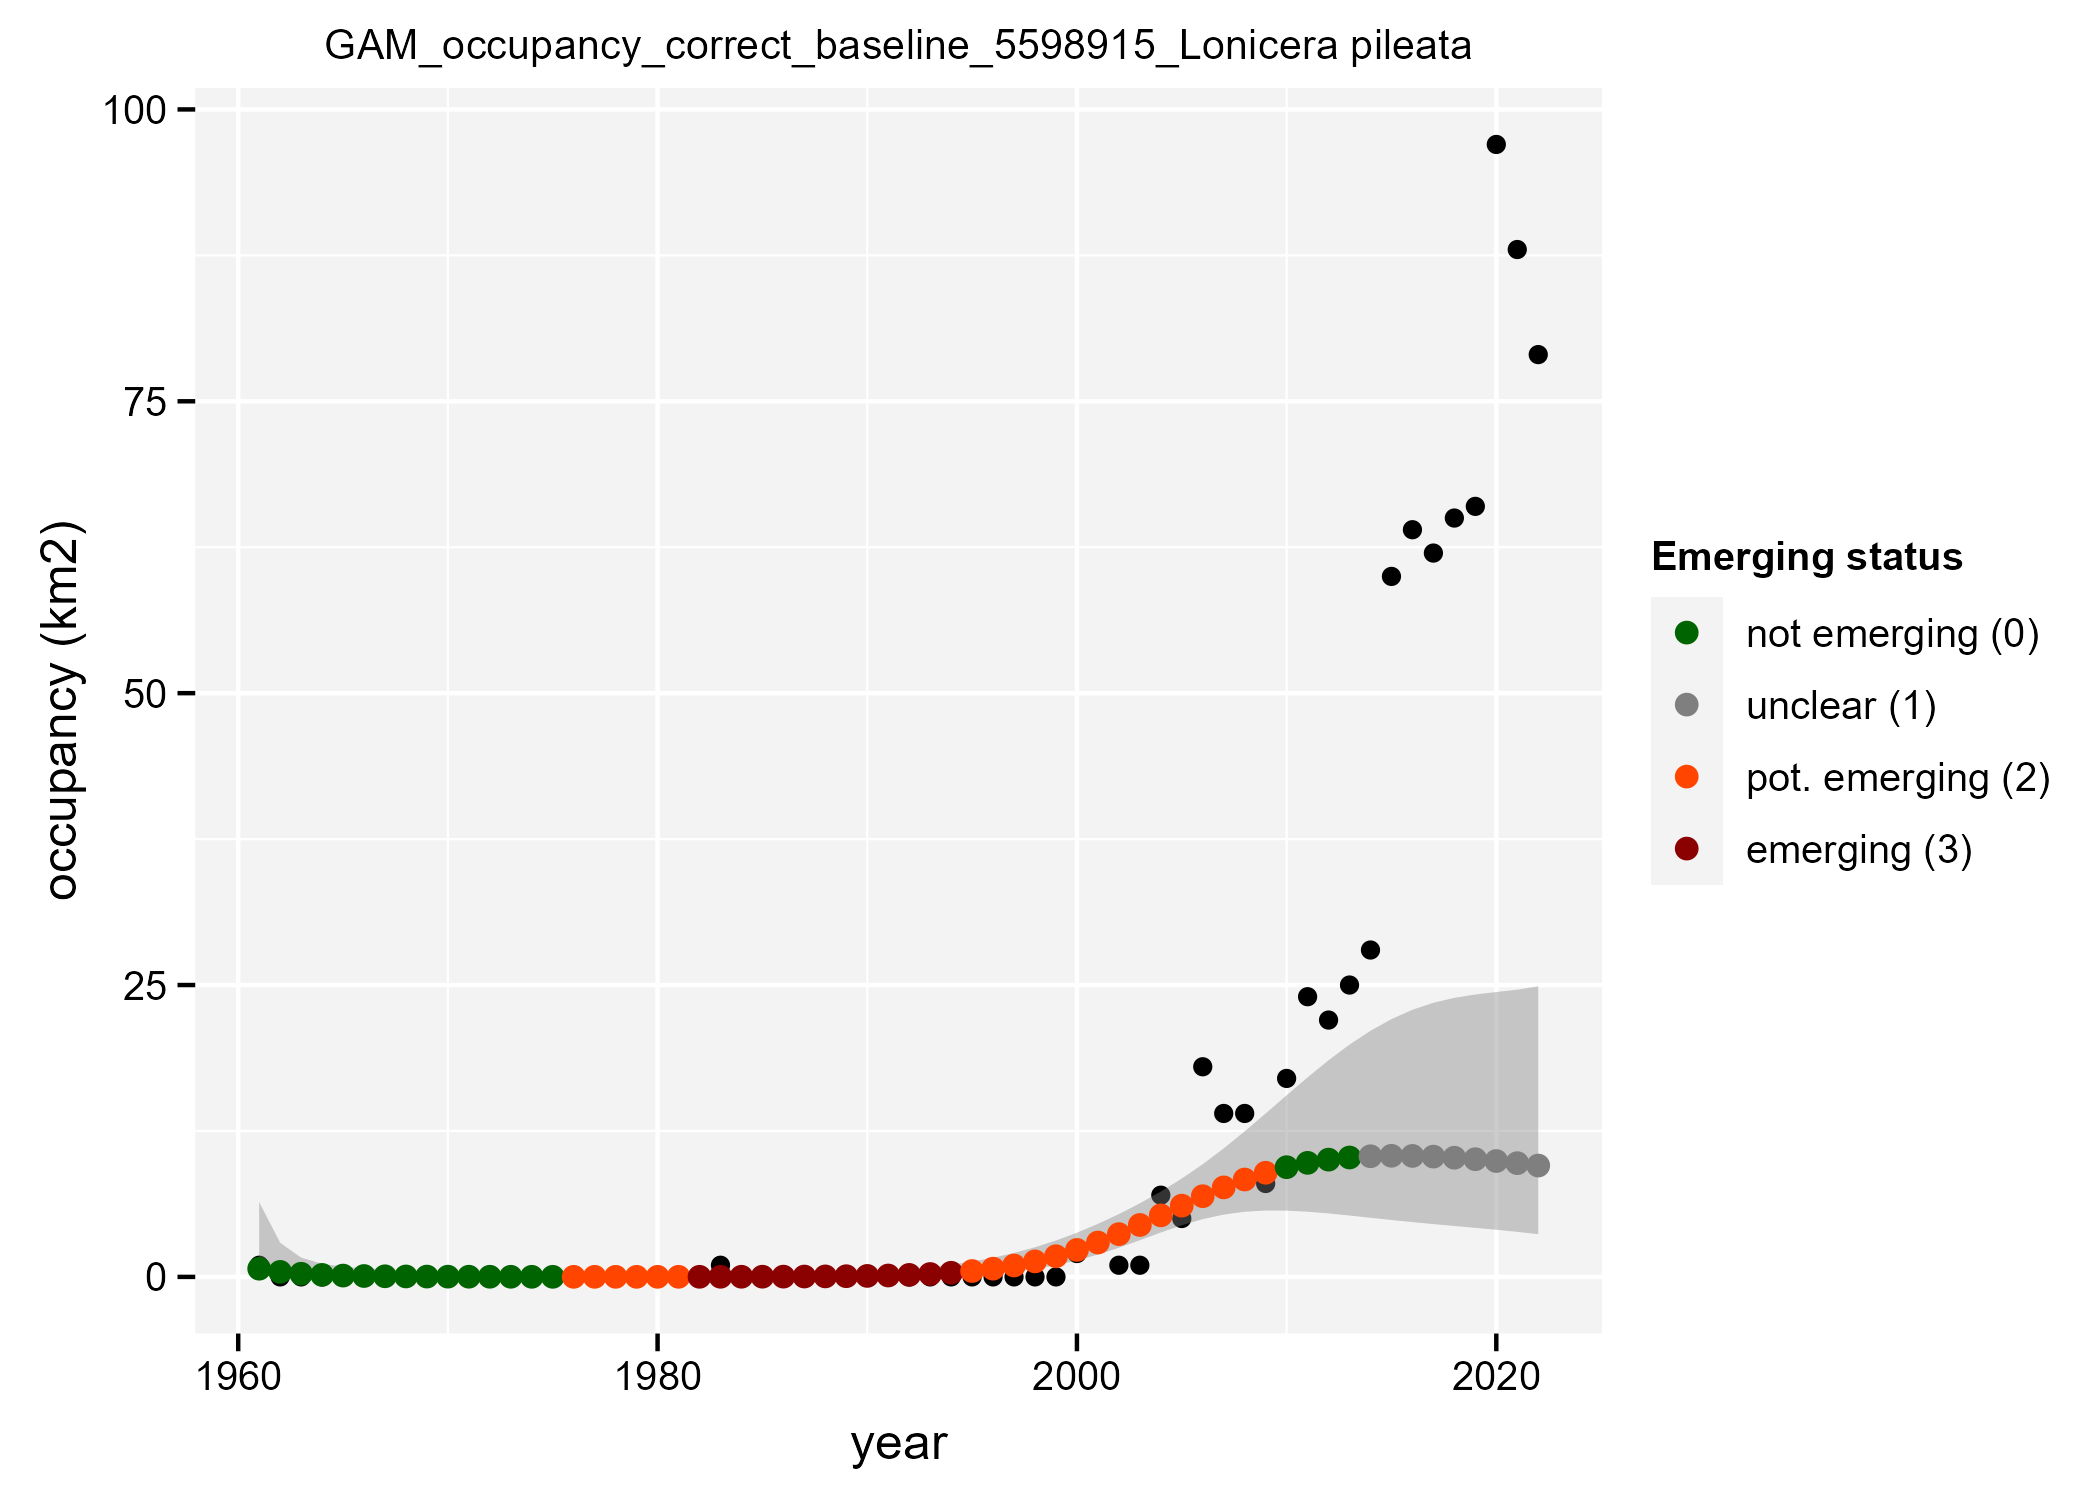 GAM_occupancy_correct_baseline_5598915_Lonicera pileata
100
75
50
25
0
occupancy (km2)
1960 1980 2000 2020
year
Emerging status
not emerging (0)
unclear (1)
pot. emerging (2)
emerging (3)